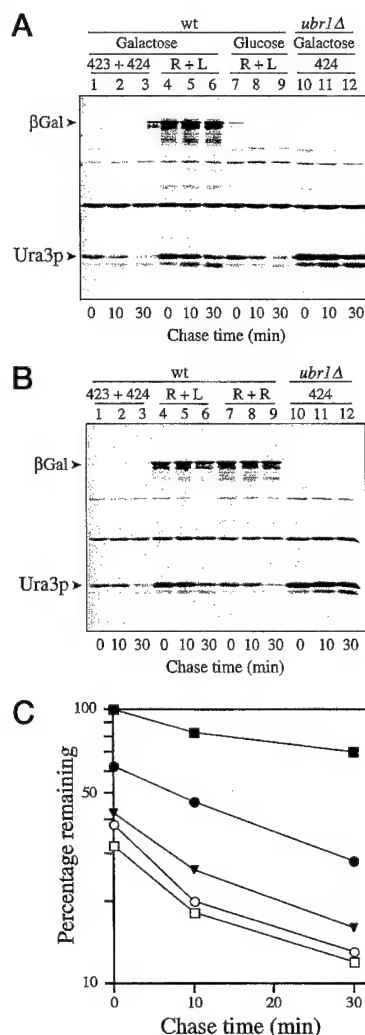 A
wt
ubr1Δ
Galactose
Glucose
Galactose
423 + 424
R + L
R + L
424
1 2 3 4 5 6 7 8 9 10 11 12
βGal
Ura3p
0 10 30 0 10 30 0 10 30 0 10 30
Chase time (min)
B
wt
ubr1Δ
423 + 424
R + L
R + R
424
1 2 3 4 5 6 7 8 9 10 11 12
βGal
Ura3p
0 10 30 0 10 30 0 10 30 0 10 30
Chase time (min)
C
100
50
10
Percentage remaining
0 10 20 30
Chase time (min)